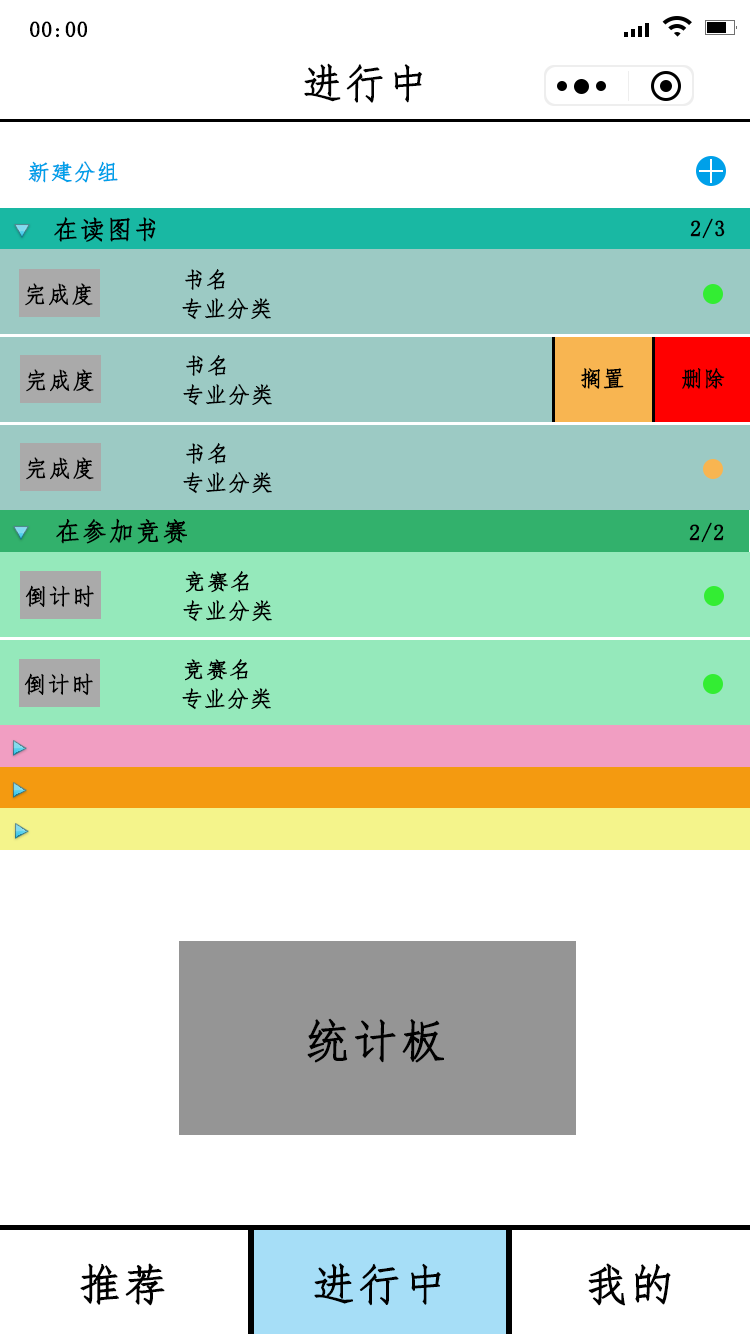 00:00
进行中
新建分组
在读图书 2/3
完成度 书名
专业分类
完成度 书名
专业分类 搁置 删除
完成度 书名
专业分类
在参加竞赛 2/2
倒计时 竞赛名
专业分类
倒计时 竞赛名
专业分类
统计板
推荐 进行中 我的